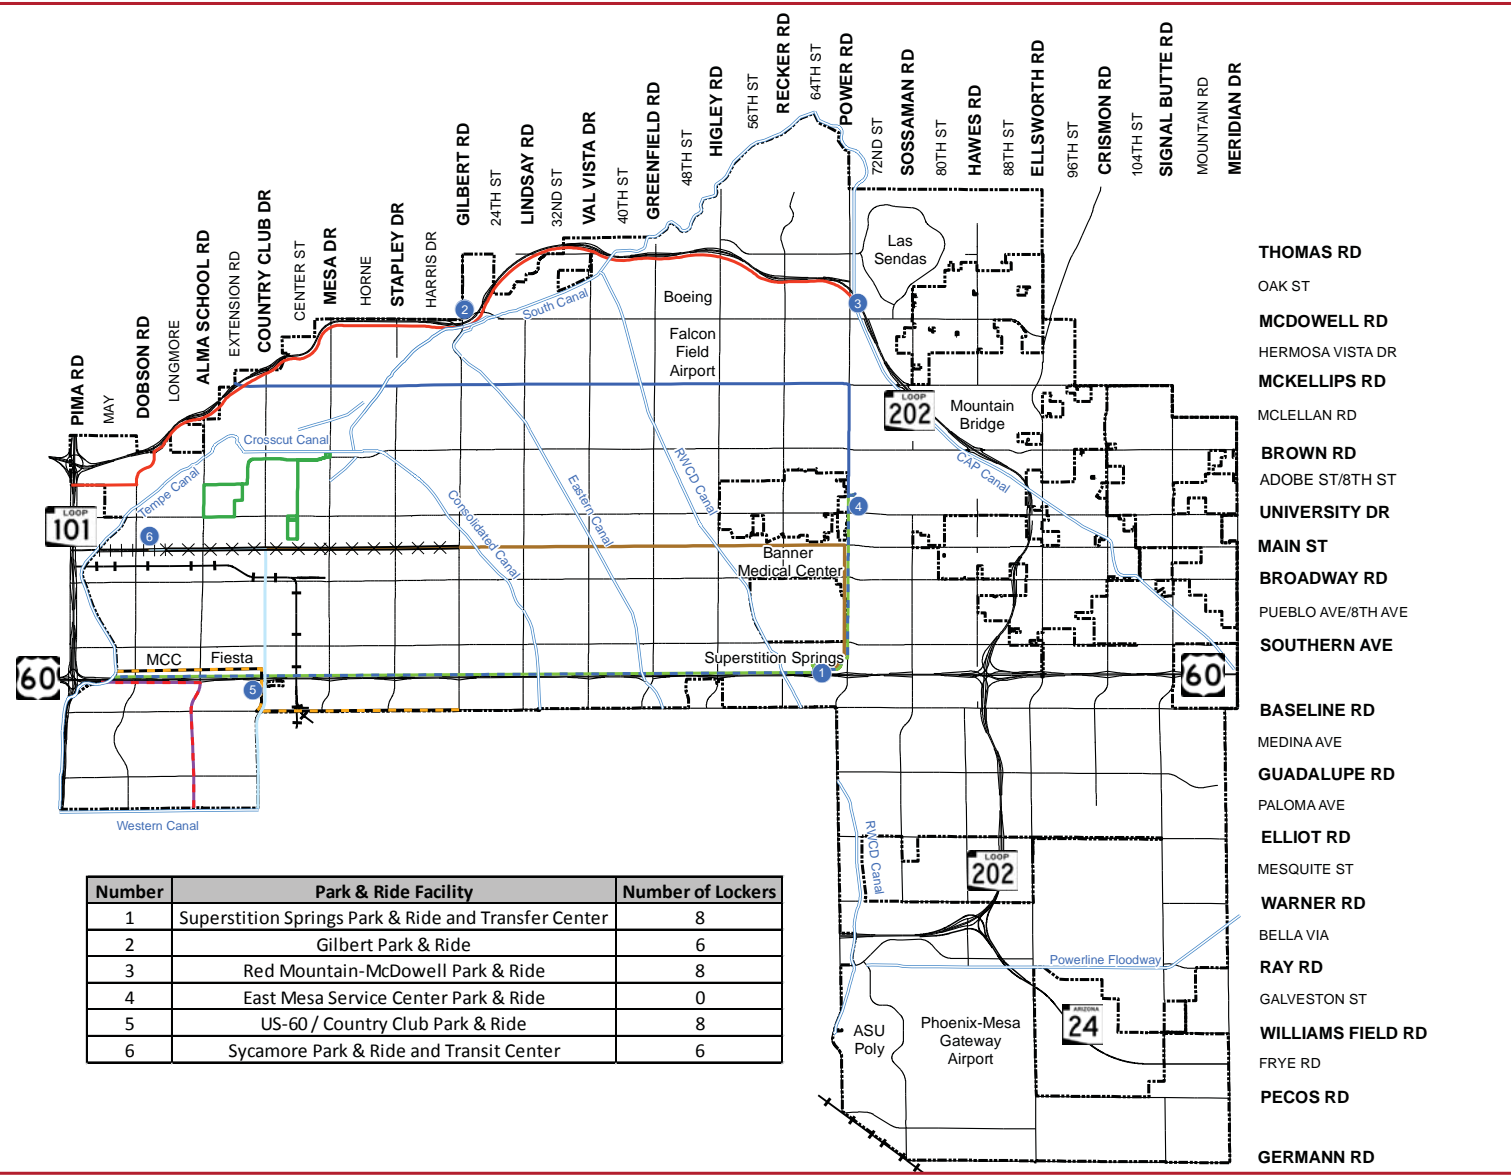 PIMA RD
MAY
DOBSON RD
LONGMORE
ALMA SCHOOL RD
EXTENSION RD
COUNTRY CLUB DR
CENTER ST
MESA DR
HORNE
STAPLEY DR
HARRIS DR
GILBERT RD
24TH ST
LINDSAY RD
32ND ST
VAL VISTA DR
40TH ST
GREENFIELD RD
48TH ST
HIGLEY RD
56TH ST
RECKER RD
64TH ST
POWER RD
72ND ST
SOSSAMAN RD
80TH ST
HAWES RD
88TH ST
ELLSWORTH RD
96TH ST
CRISMON RD
104TH ST
SIGNAL BUTTE RD
MOUNTAIN RD
MERIDIAN DR
THOMAS RD
OAK ST
MCDOWELL RD
HERMOSA VISTA DR
MCKELLIPS RD
MCLELLAN RD
BROWN RD
ADOBE ST/8TH ST
UNIVERSITY DR
MAIN ST
BROADWAY RD
PUEBLO AVE/8TH AVE
SOUTHERN AVE
BASELINE RD
MEDINA AVE
GUADALUPE RD
PALOMA AVE
ELLIOT RD
MESQUITE ST
WARNER RD
BELLA VIA
RAY RD
GALVESTON ST
WILLIAMS FIELD RD
FRYE RD
PECOS RD
GERMANN RD
Las
Sendas
Boeing
South Canal
2
3
Falcon
Field
Airport
LOOP
202
Mountain
Bridge
Crosscut Canal
Tempe Canal
Consolidated Canal
Eastern Canal
RWCD Canal
CAP Canal
LOOP
101
6
4
Banner
Medical Center
MCC
Fiesta
Superstition Springs
60
5
1
60
Western Canal
RWCD Canal
LOOP
202
Powerline Floodway
ASU
Poly
Phoenix-Mesa
Gateway
Airport
ARIZONA
24
Number Park & Ride Facility Number of Lockers
1 Superstition Springs Park & Ride and Transfer Center 8
2 Gilbert Park & Ride 6
3 Red Mountain-McDowell Park & Ride 8
4 East Mesa Service Center Park & Ride 0
5 US-60 / Country Club Park & Ride 8
6 Sycamore Park & Ride and Transit Center 6